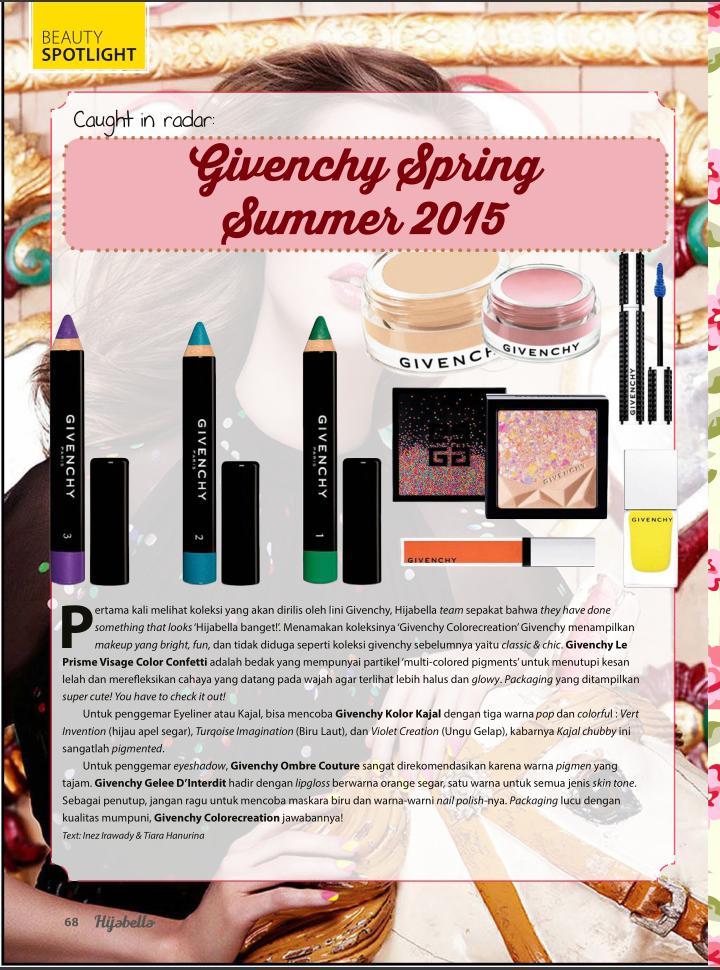 BEAUTY
SPOTLIGHT
Caught in radar:
Givenchy Spring
Summer 2015
GIVENCH
GIVENCHY
GIVENCHY
GIVENCHY
PARIS
3
GIVENCHY
PARIS
2
GIVENCHY
PARIS
1
GIVENCHY
GIVENCHY
GIVENCHY
Pertama kali melihat koleksi yang akan dirilis oleh lini Givenchy, Hijabella team sepakat bahwa they have done
something that looks 'Hijabella banget!'. Menamakan koleksinya 'Givenchy Colorecreation' Givenchy menampilkan
makeup yang bright, fun, dan tidak diduga seperti koleksi givenchy sebelumnya yaitu classic & chic. Givenchy Le
Prisme Visage Color Confetti adalah bedak yang mempunyai partikel 'multi-colored pigments' untuk menutupi kesan
lelah dan merefleksikan cahaya yang datang pada wajah agar terlihat lebih halus dan glowy. Packaging yang ditampilkan
super cute! You have to check it out!
Untuk penggemar Eyeliner atau Kajal, bisa mencoba Givenchy Kolor Kajal dengan tiga warna pop dan colorful : Vert
Invention (hijau apel segar), Turqoise Imagination (Biru Laut), dan Violet Creation (Ungu Gelap), kabarnya Kajal chubby ini
sangatlah pigmented.
Untuk penggemar eyeshadow, Givenchy Ombre Couture sangat direkomendasikan karena warna pigmen yang
tajam. Givenchy Gelee D'Interdit hadir dengan lipgloss berwarna orange segar, satu warna untuk semua jenis skin tone.
Sebagai penutup, jangan ragu untuk mencoba maskara biru dan warna-warni nail polish-nya. Packaging lucu dengan
kualitas mumpuni, Givenchy Colorecreation jawabannya!
Text: Inez Irawady & Tiara Hanurina
68 Hijabella